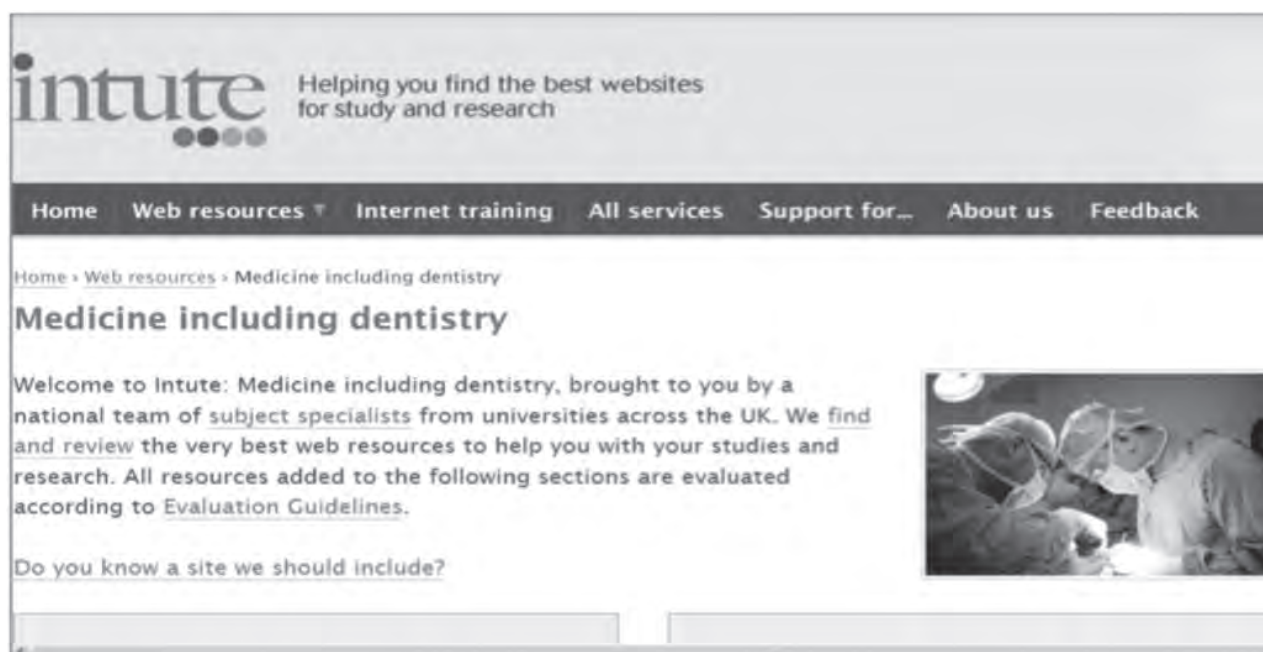 intute
Helping you find the best websites
for study and research
Home Web resources Internet training All services Support for... About us Feedback
Home › Web resources › Medicine including dentistry
Medicine including dentistry
Welcome to Intute: Medicine including dentistry, brought to you by a
national team of subject specialists from universities across the UK. We find
and review the very best web resources to help you with your studies and
research. All resources added to the following sections are evaluated
according to Evaluation Guidelines.
Do you know a site we should include?